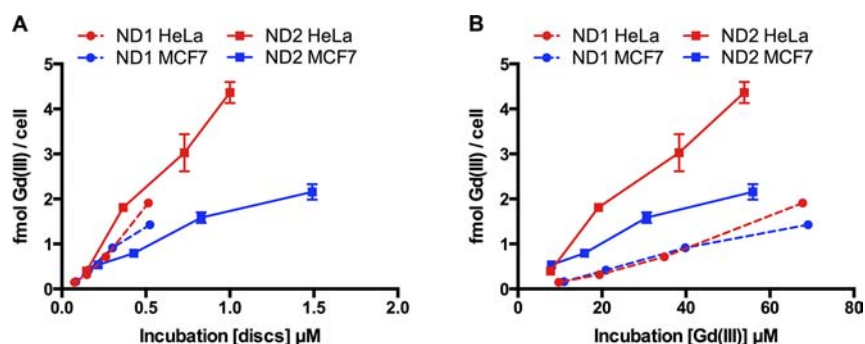 A
ND1 HeLa
ND2 HeLa
ND1 MCF7
ND2 MCF7
fmol Gd(III) / cell
5
4
3
2
1
0
0.0 0.5 1.0 1.5 2.0
Incubation [discs] µM
B
ND1 HeLa
ND2 HeLa
ND1 MCF7
ND2 MCF7
fmol Gd(III) / cell
5
4
3
2
1
0
0 20 40 60 80
Incubation [Gd(III)] µM